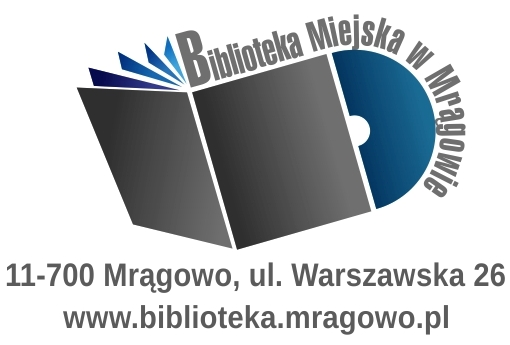 Biblioteka Miejska w Mrągowie
11-700 Mrągowo, ul. Warszawska 26
www.biblioteka.mragowo.pl